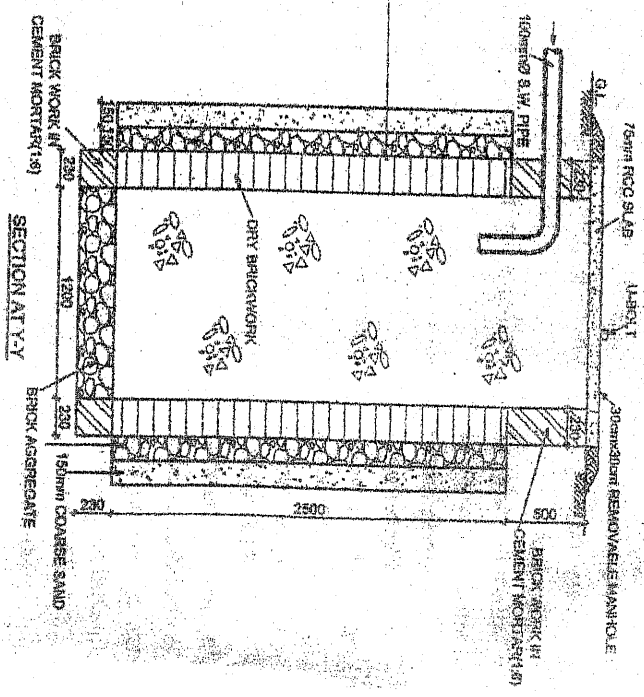 G.L.
75mm RCC SLAB
U-BOLT
30cmx30cm REMOVABLE MANHOLE
100mmØ S.W. PIPE
230
230
BRICK WORK IN
CEMENT MORTAR(1:6)
500
DRY BRICKWORK
2500
150
BRICK WORK IN
CEMENT MORTAR(1:6)
230
1200
230
230
150mm COARSE SAND
BRICK AGGREGATE
SECTION AT Y-Y